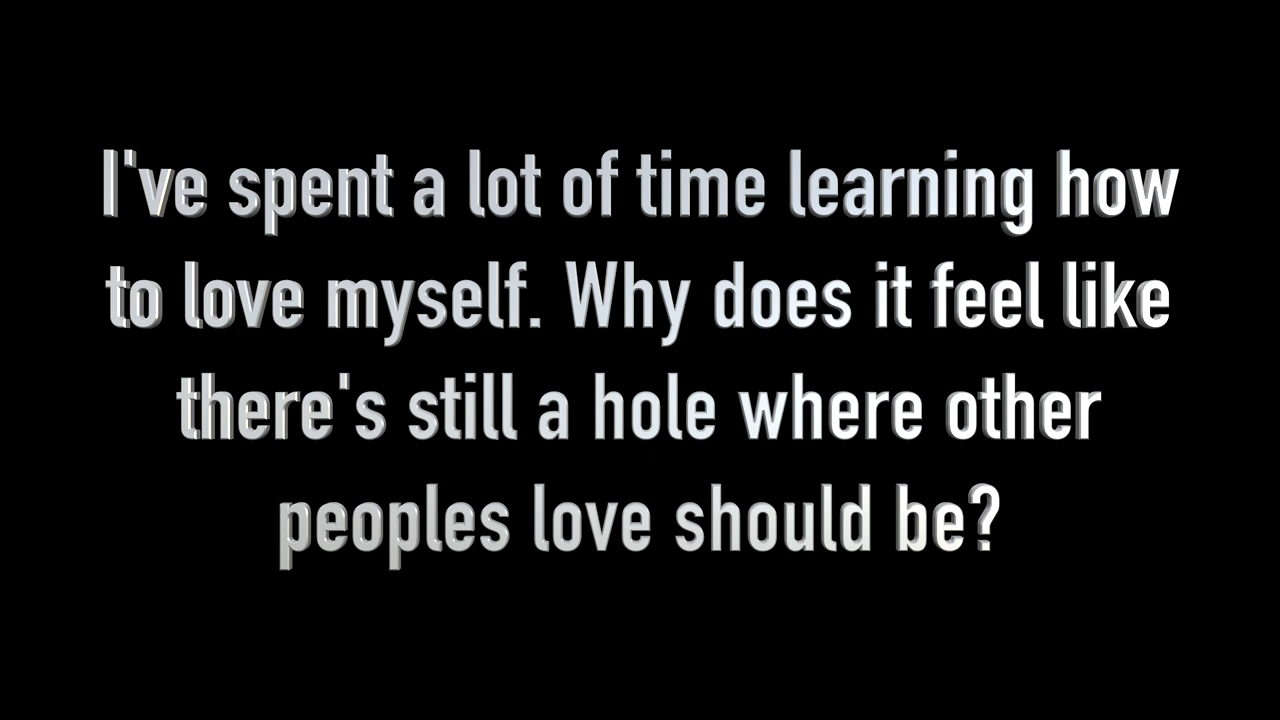 I've spent a lot of time learning how
to love myself. Why does it feel like
there's still a hole where other
peoples love should be?